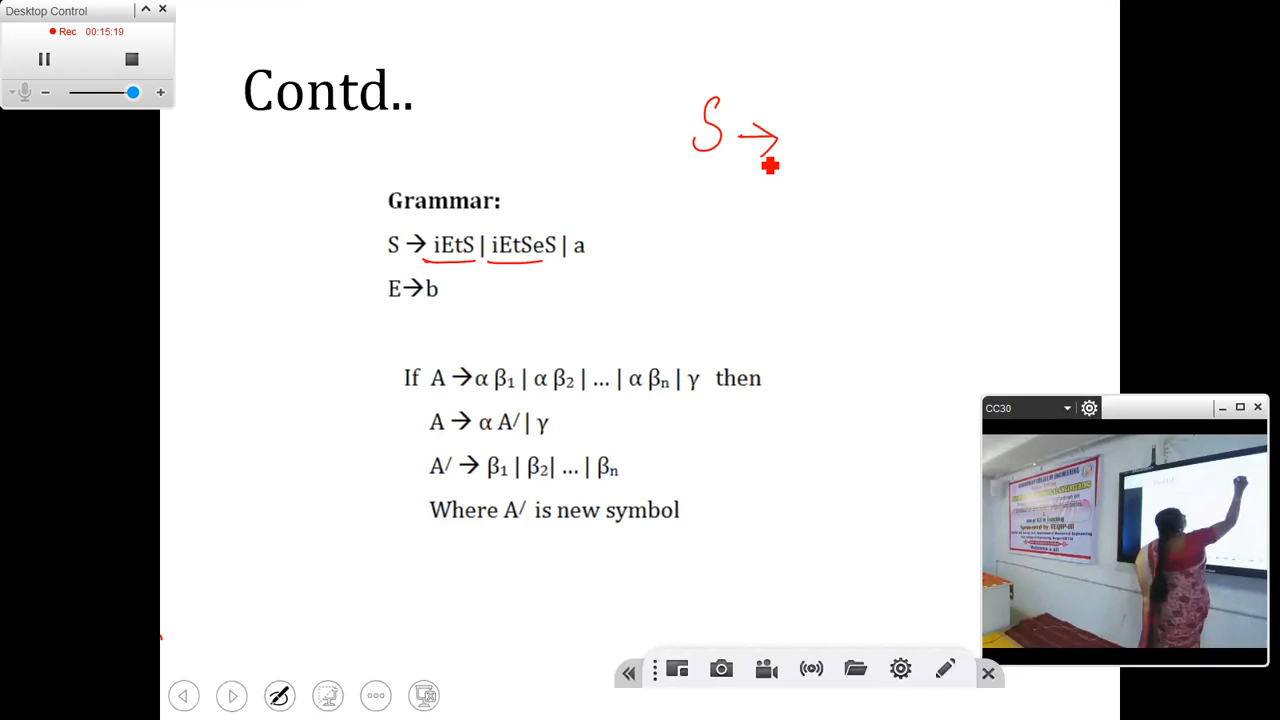 Desktop Control
Rec 00:15:19
Contd..
S →
Grammar:
S → iEtS | iEtSeS | a
E→b
If A →α β₁ | α β₂ | ... | α βₙ | γ then
A → α A/ | γ
A/ → β₁ | β₂| ... | βₙ
Where A/ is new symbol
CC30